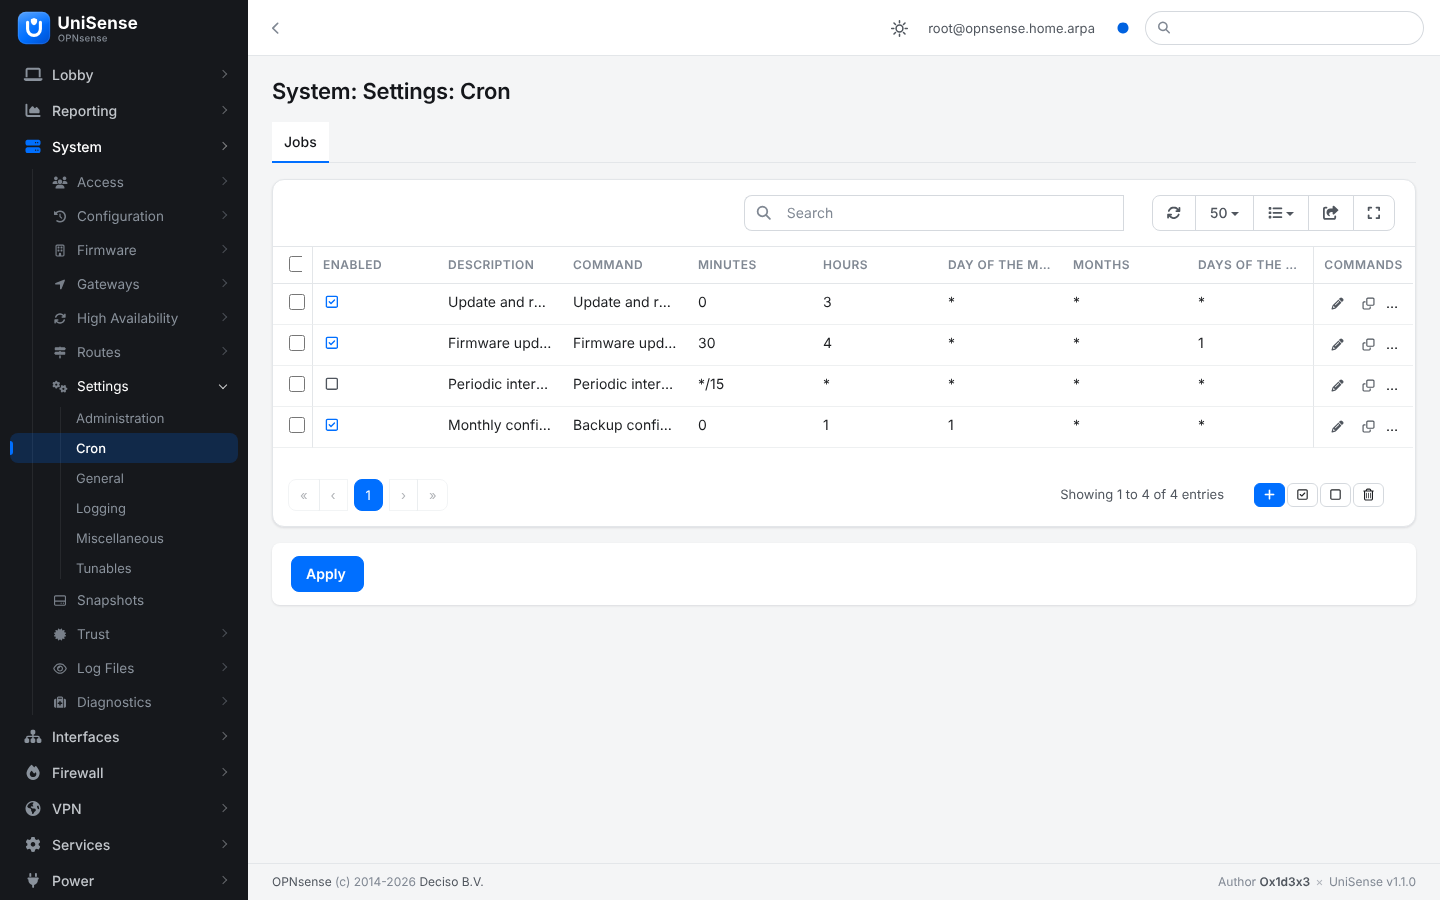 UniSense
OPNsense
root@opnsense.home.arpa
Lobby
Reporting
System
Access
Configuration
Firmware
Gateways
High Availability
Routes
Settings
Administration
Cron
General
Logging
Miscellaneous
Tunables
Snapshots
Trust
Log Files
Diagnostics
Interfaces
Firewall
VPN
Services
Power
System: Settings: Cron
Jobs
Search
50
ENABLED DESCRIPTION COMMAND MINUTES HOURS DAY OF THE M... MONTHS DAYS OF THE ... COMMANDS
Update and r... Update and r... 0 3 * * * ...
Firmware upd... Firmware upd... 30 4 * * 1 ...
Periodic inter... Periodic inter... */15 * * * * ...
Monthly confi... Backup confi... 0 1 1 * * ...
« ‹ 1 › »
Showing 1 to 4 of 4 entries
Apply
OPNsense (c) 2014-2026 Deciso B.V.
Author Ox1d3x3 × UniSense v1.1.0